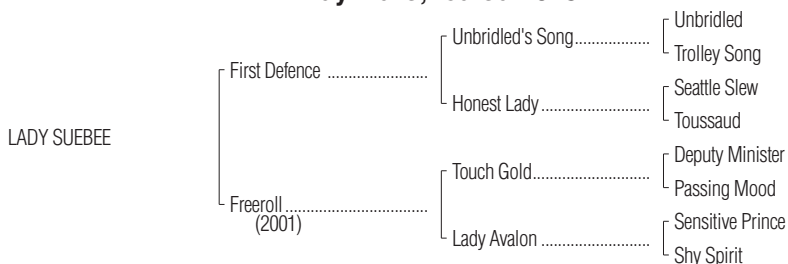 Unbridled
Unbridled's Song
Trolley Song
First Defence
Seattle Slew
Honest Lady
Toussaud
LADY SUEBEE
Deputy Minister
Touch Gold
Passing Mood
Freeroll
(2001)
Sensitive Prince
Lady Avalon
Shy Spirit